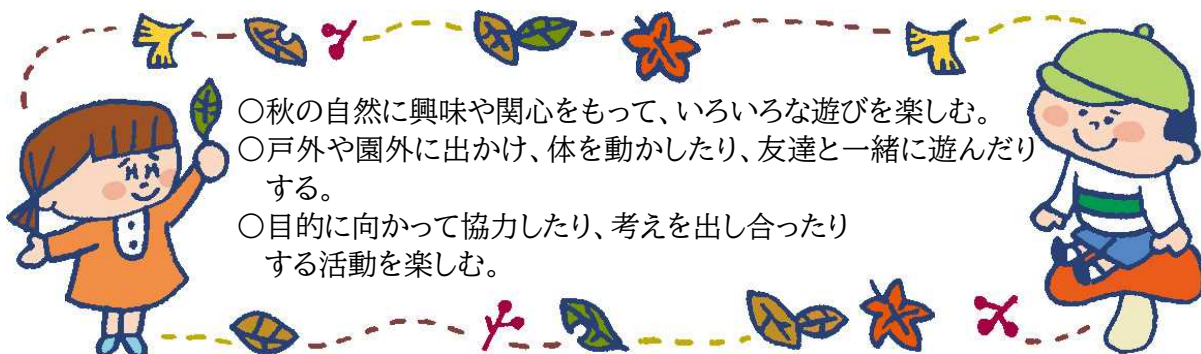 ○秋の自然に興味や関心をもって、いろいろな遊びを楽しむ。
○戸外や園外に出かけ、体を動かしたり、友達と一緒に遊んだり
する。
○目的に向かって協力したり、考えを出し合ったり
する活動を楽しむ。